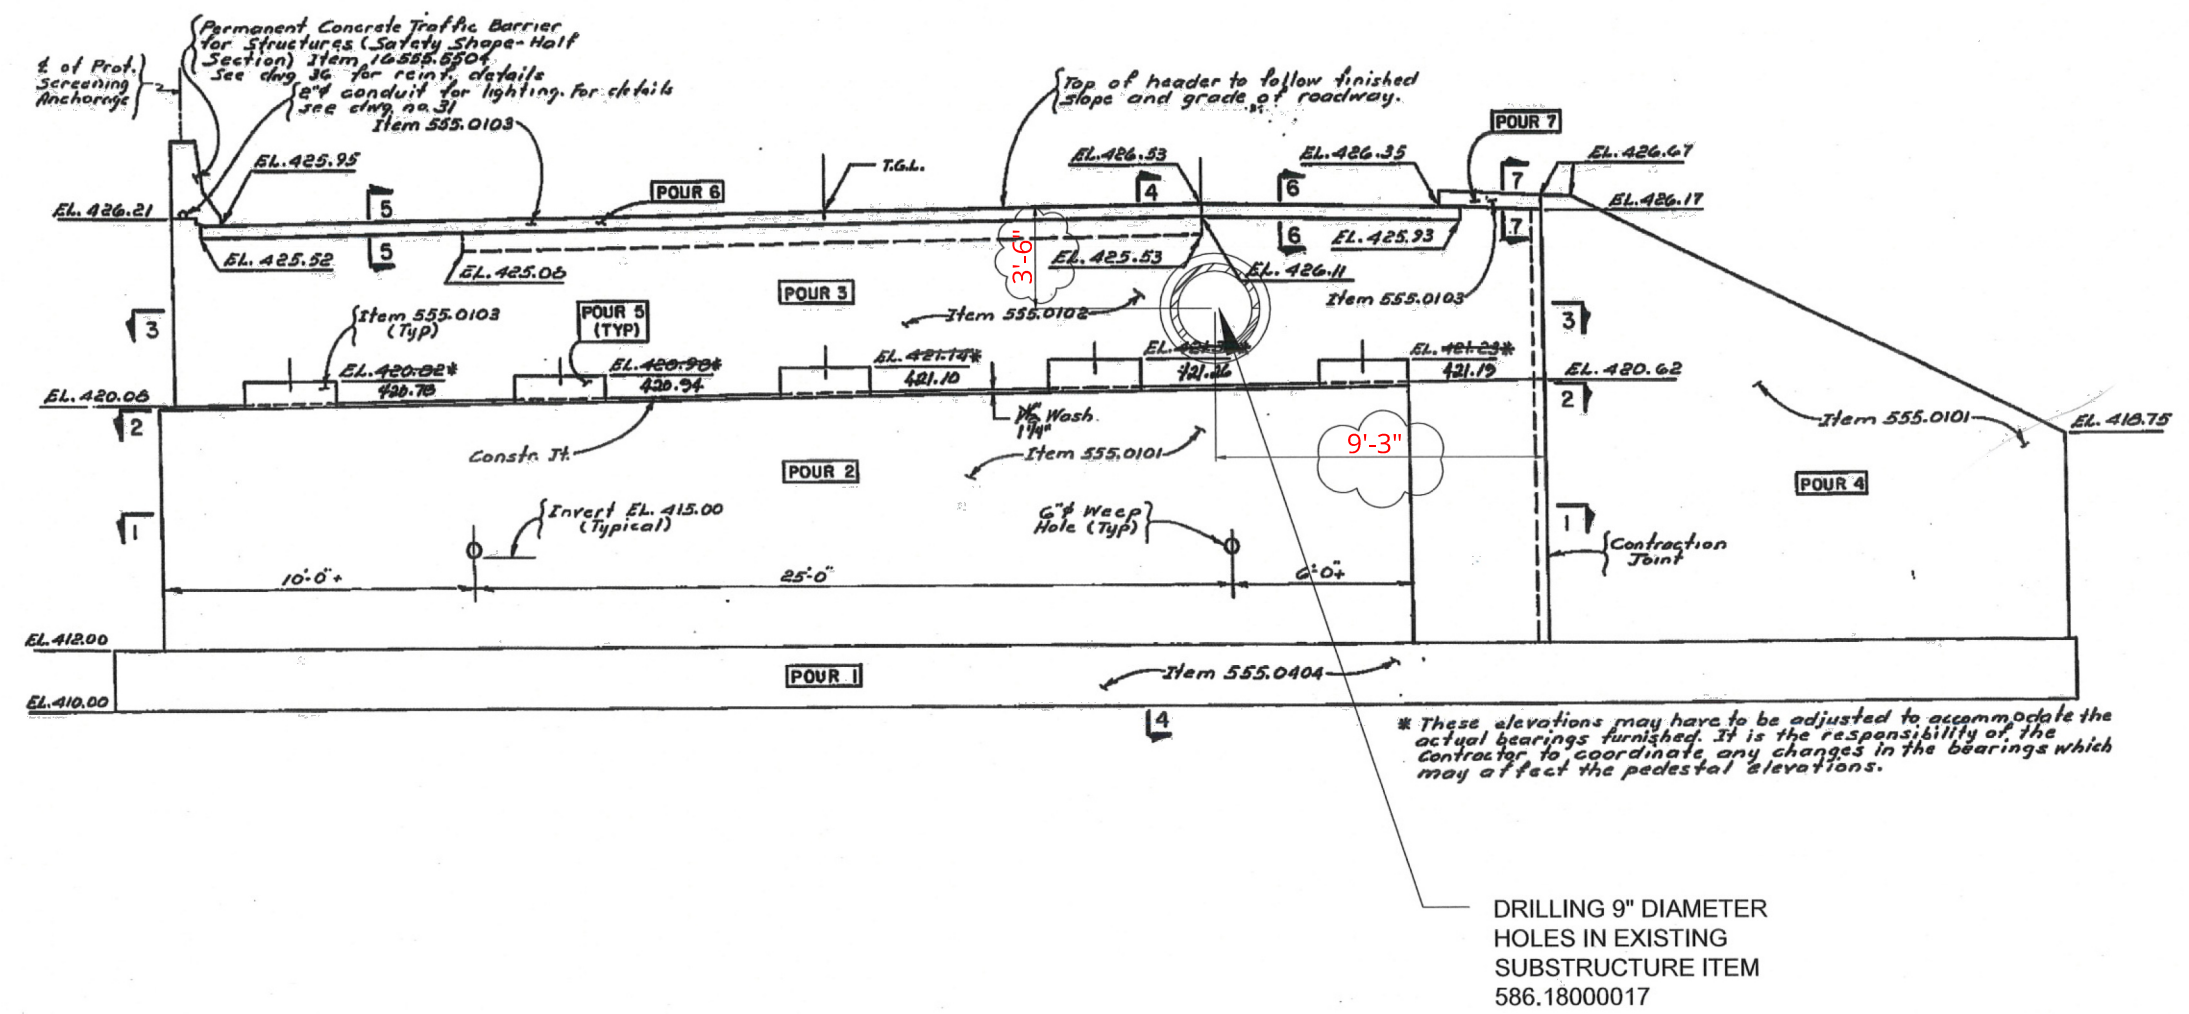 Permanent Concrete Traffic Barrier
for Structures (Safety Shape-Half
Section) Item 16555.5504
See dwg 36 for reinf. details
2"ϕ conduit for lighting. For details
see dwg. no. 31
Item 555.0103
℄ of Prot.
Screening
Anchorage
Top of header to follow finished
slope and grade of roadway.
POUR 7
EL. 425.95
T.G.L.
EL. 426.53
EL. 426.35
EL. 426.67
POUR 6
5
4
6
7
EL. 426.21
EL. 426.17
5
6
7
EL. 425.52
EL. 425.08
3'-6"
EL. 425.53
EL. 425.93
EL. 426.11
POUR 3
Item 555.0102
Item 555.0103
3
Item 555.0103
(Typ)
POUR 5
(TYP)
3
EL. 420.82*
420.78
EL. 420.98*
420.94
EL. 421.14*
421.10
421.26
EL. 421.23*
421.19
EL. 420.08
EL. 420.62
2
2
1¼" Wash
Constr. Jt.
Item 555.0101
9'-3"
Item 555.0101
EL. 418.75
POUR 2
POUR 4
1
Invert EL. 415.00
(Typical)
6"ϕ Weep
Hole (Typ)
1
Contraction
Joint
10'-0"+
25'-0"
6'-0"+
EL. 412.00
POUR 1
Item 555.0404
EL. 410.00
4
* These elevations may have to be adjusted to accommodate the
actual bearings furnished. It is the responsibility of the
Contractor to coordinate any changes in the bearings which
may affect the pedestal elevations.
DRILLING 9" DIAMETER
HOLES IN EXISTING
SUBSTRUCTURE ITEM
586.18000017